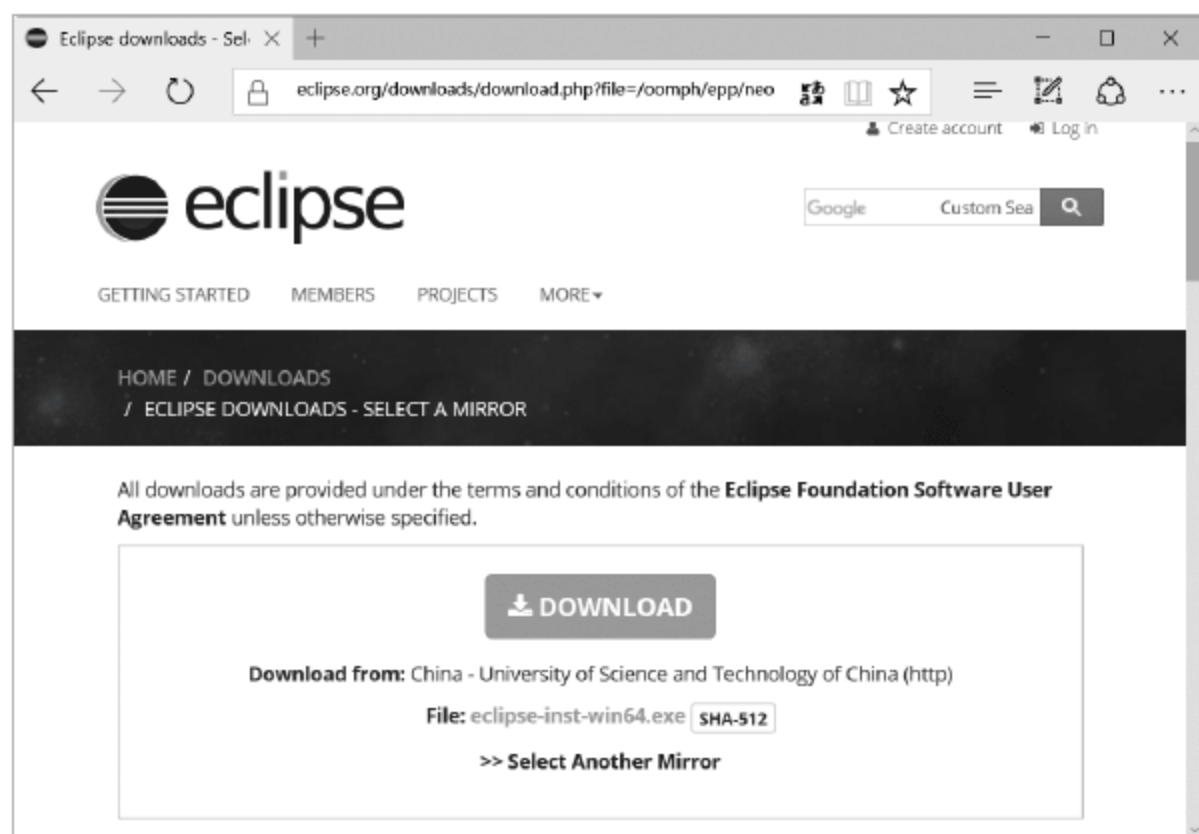 Eclipse downloads - Sel
eclipse.org/downloads/download.php?file=/oomph/epp/neo
Create account Log in
eclipse
Google Custom Sea
GETTING STARTED MEMBERS PROJECTS MORE
HOME / DOWNLOADS
/ ECLIPSE DOWNLOADS - SELECT A MIRROR
All downloads are provided under the terms and conditions of the Eclipse Foundation Software User
Agreement unless otherwise specified.
DOWNLOAD
Download from: China - University of Science and Technology of China (http)
File: eclipse-inst-win64.exe SHA-512
>> Select Another Mirror